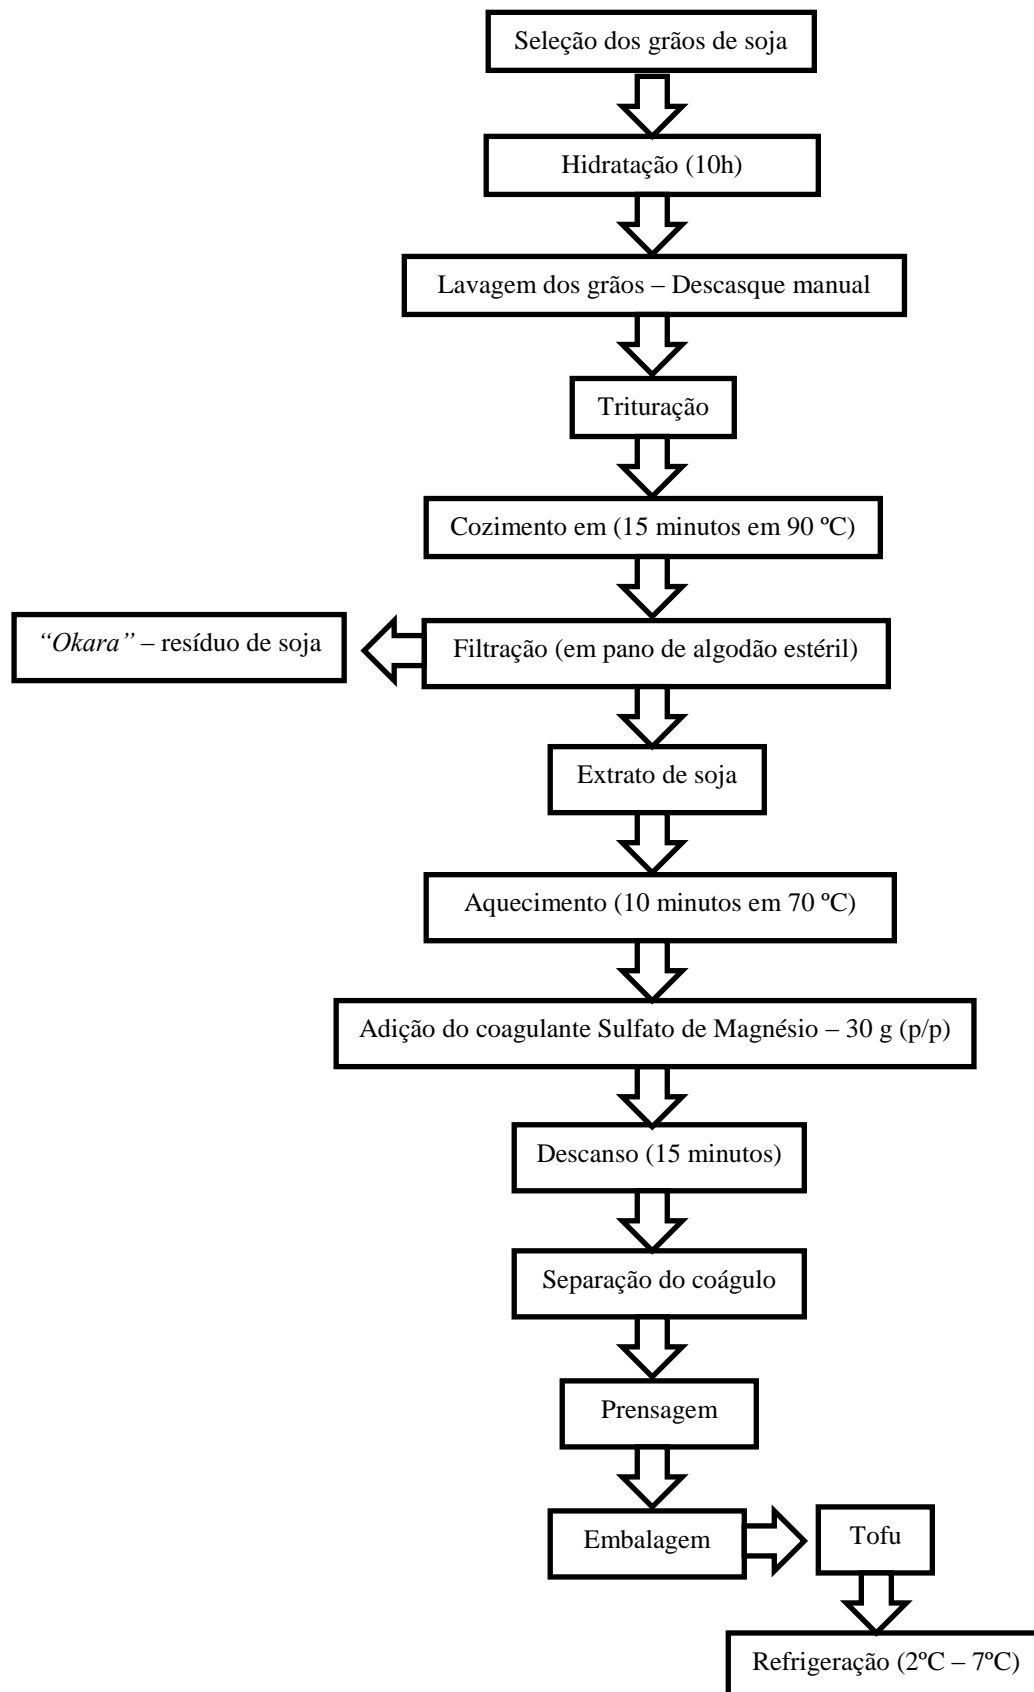 Seleção dos grãos de soja
Hidratação (10h)
Lavagem dos grãos – Descasque manual
Trituração
Cozimento em (15 minutos em 90 ºC)
“Okara” – resíduo de soja
Filtração (em pano de algodão estéril)
Extrato de soja
Aquecimento (10 minutos em 70 ºC)
Adição do coagulante Sulfato de Magnésio – 30 g (p/p)
Descanso (15 minutos)
Separação do coágulo
Prensagem
Embalagem
Tofu
Refrigeração (2ºC – 7ºC)